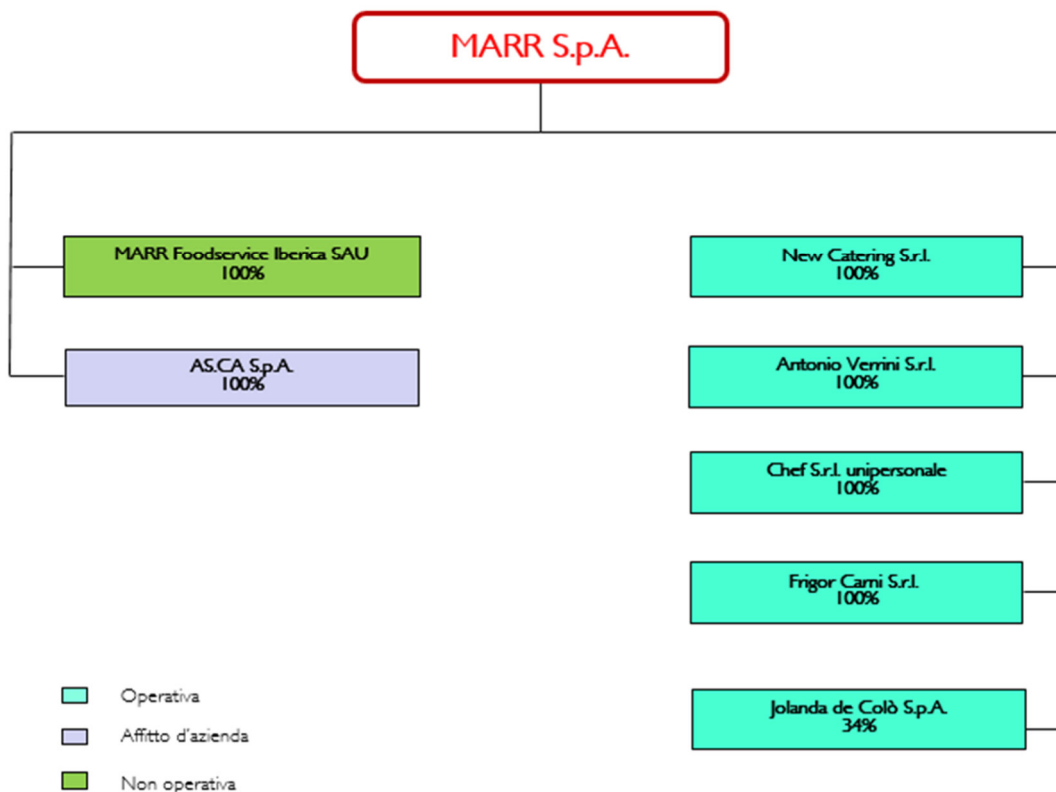 MARR S.p.A.
MARR Foodservice Iberica SAU
100%
AS.CA S.p.A.
100%
New Catering S.r.l.
100%
Antonio Verrini S.r.l.
100%
Chef S.r.l. unipersonale
100%
Frigor Carni S.r.l.
100%
Jolanda de Colò S.p.A.
34%
Operativa
Affitto d'azienda
Non operativa